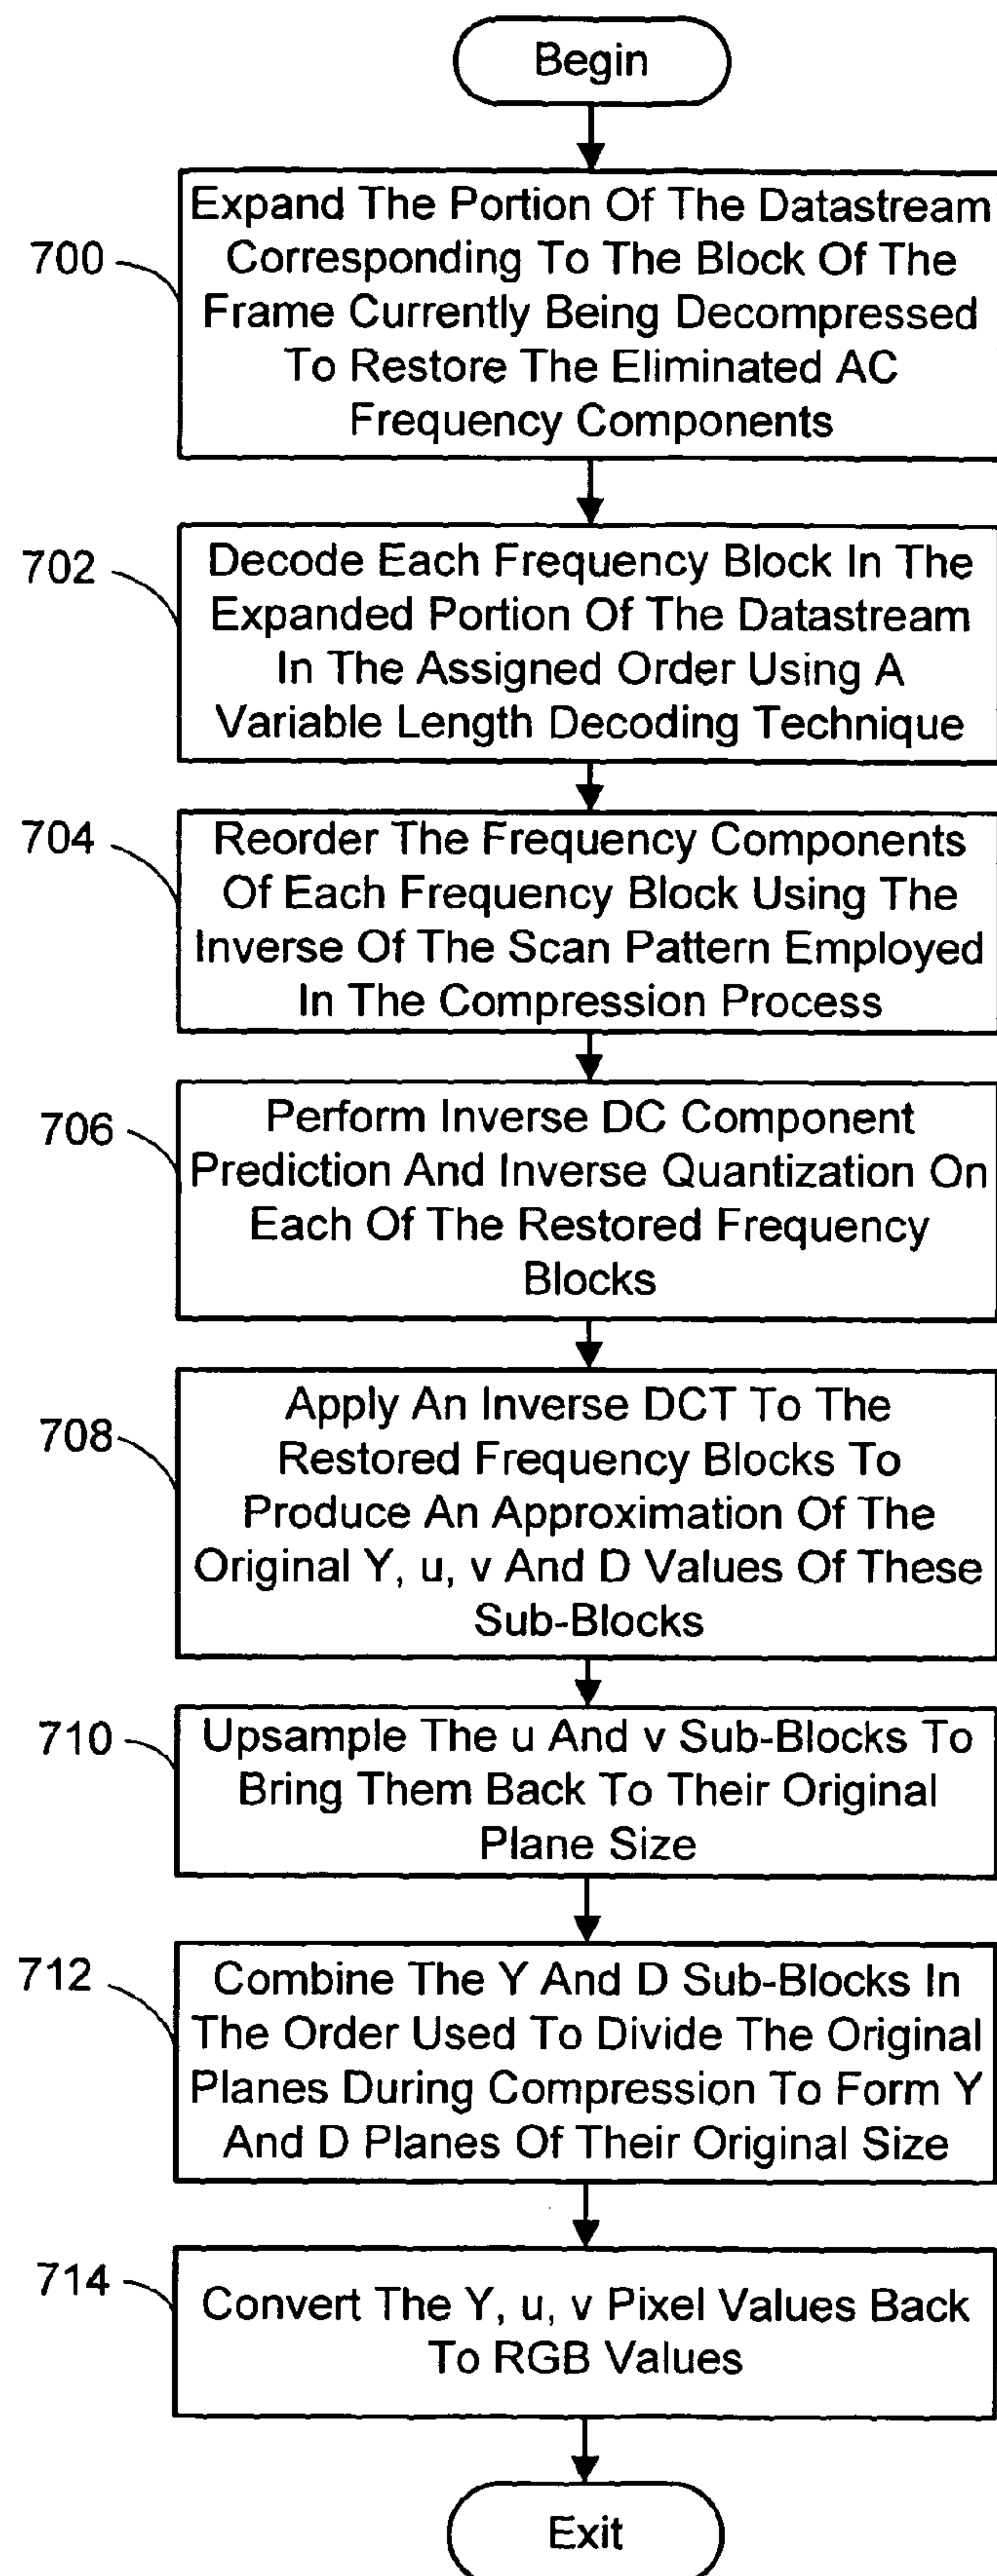 Begin
700
Expand The Portion Of The Datastream
Corresponding To The Block Of The
Frame Currently Being Decompressed
To Restore The Eliminated AC
Frequency Components
702
Decode Each Frequency Block In The
Expanded Portion Of The Datastream
In The Assigned Order Using A
Variable Length Decoding Technique
704
Reorder The Frequency Components
Of Each Frequency Block Using The
Inverse Of The Scan Pattern Employed
In The Compression Process
706
Perform Inverse DC Component
Prediction And Inverse Quantization On
Each Of The Restored Frequency
Blocks
708
Apply An Inverse DCT To The
Restored Frequency Blocks To
Produce An Approximation Of The
Original Y, u, v And D Values Of These
Sub-Blocks
710
Upsample The u And v Sub-Blocks To
Bring Them Back To Their Original
Plane Size
712
Combine The Y And D Sub-Blocks In
The Order Used To Divide The Original
Planes During Compression To Form Y
And D Planes Of Their Original Size
714
Convert The Y, u, v Pixel Values Back
To RGB Values
Exit